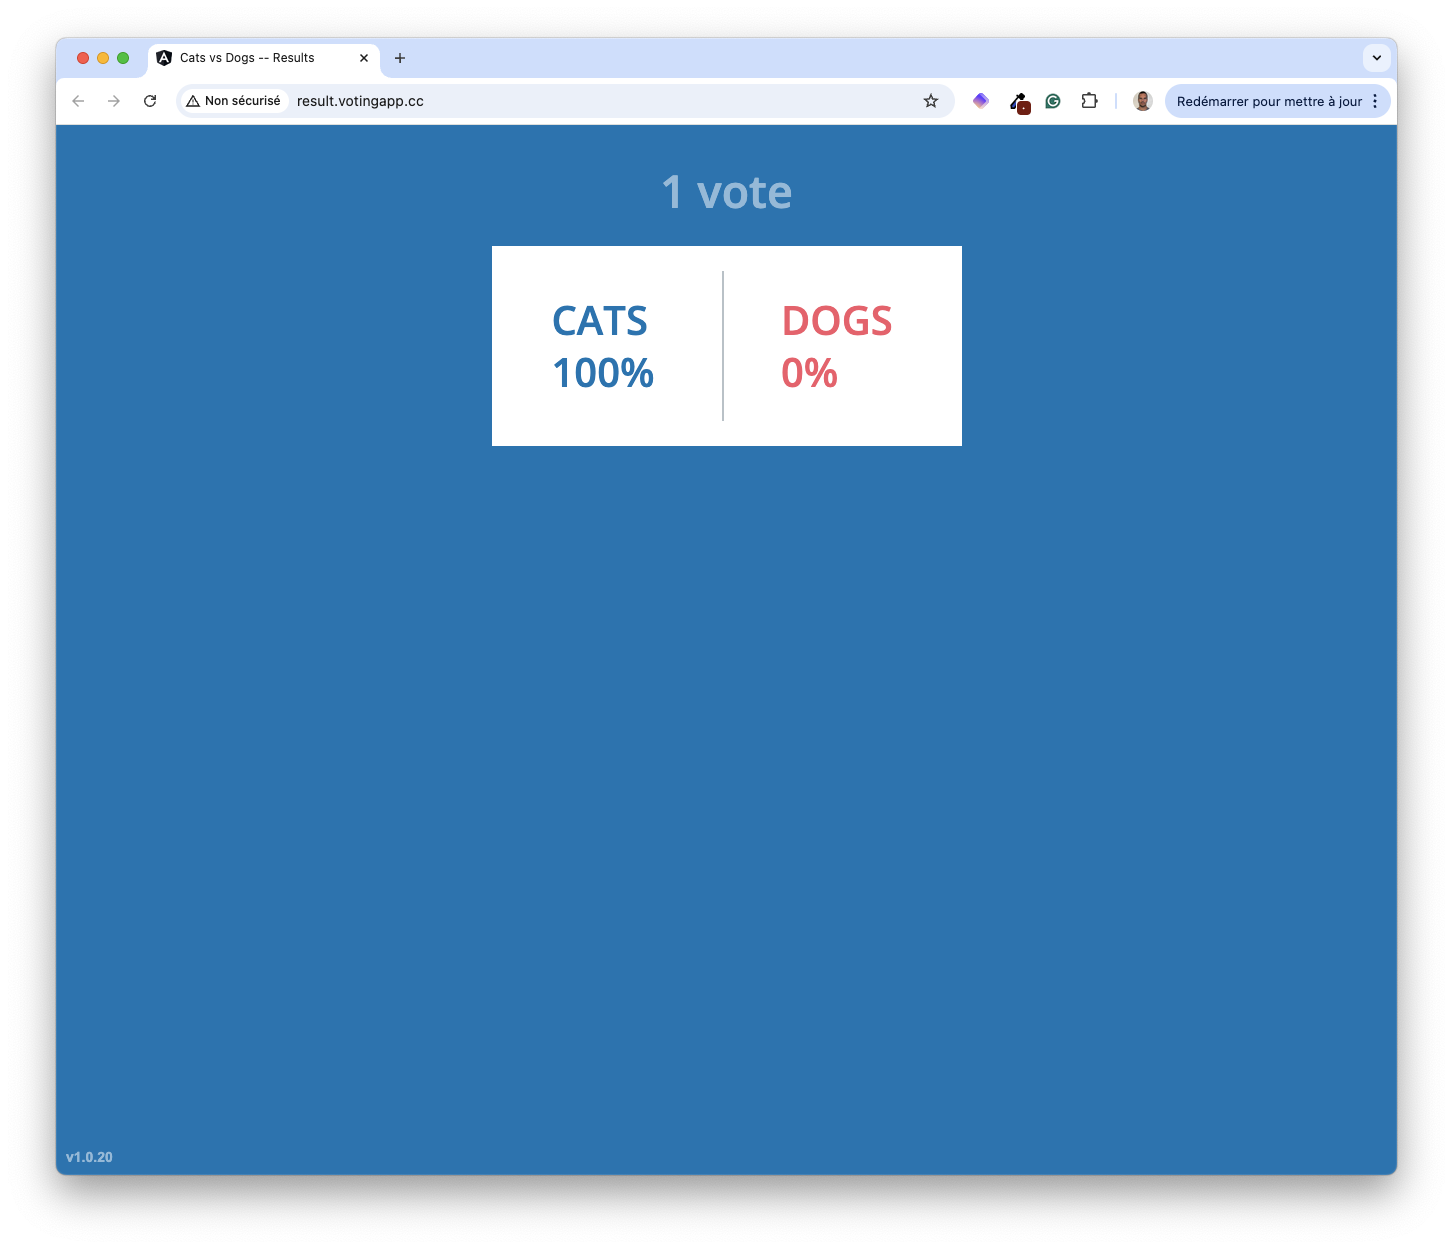 Cats vs Dogs -- Results
Non sécurisé result.votingapp.cc Redémarrer pour mettre à jour
1 vote
CATS
100%
DOGS
0%
v1.0.20